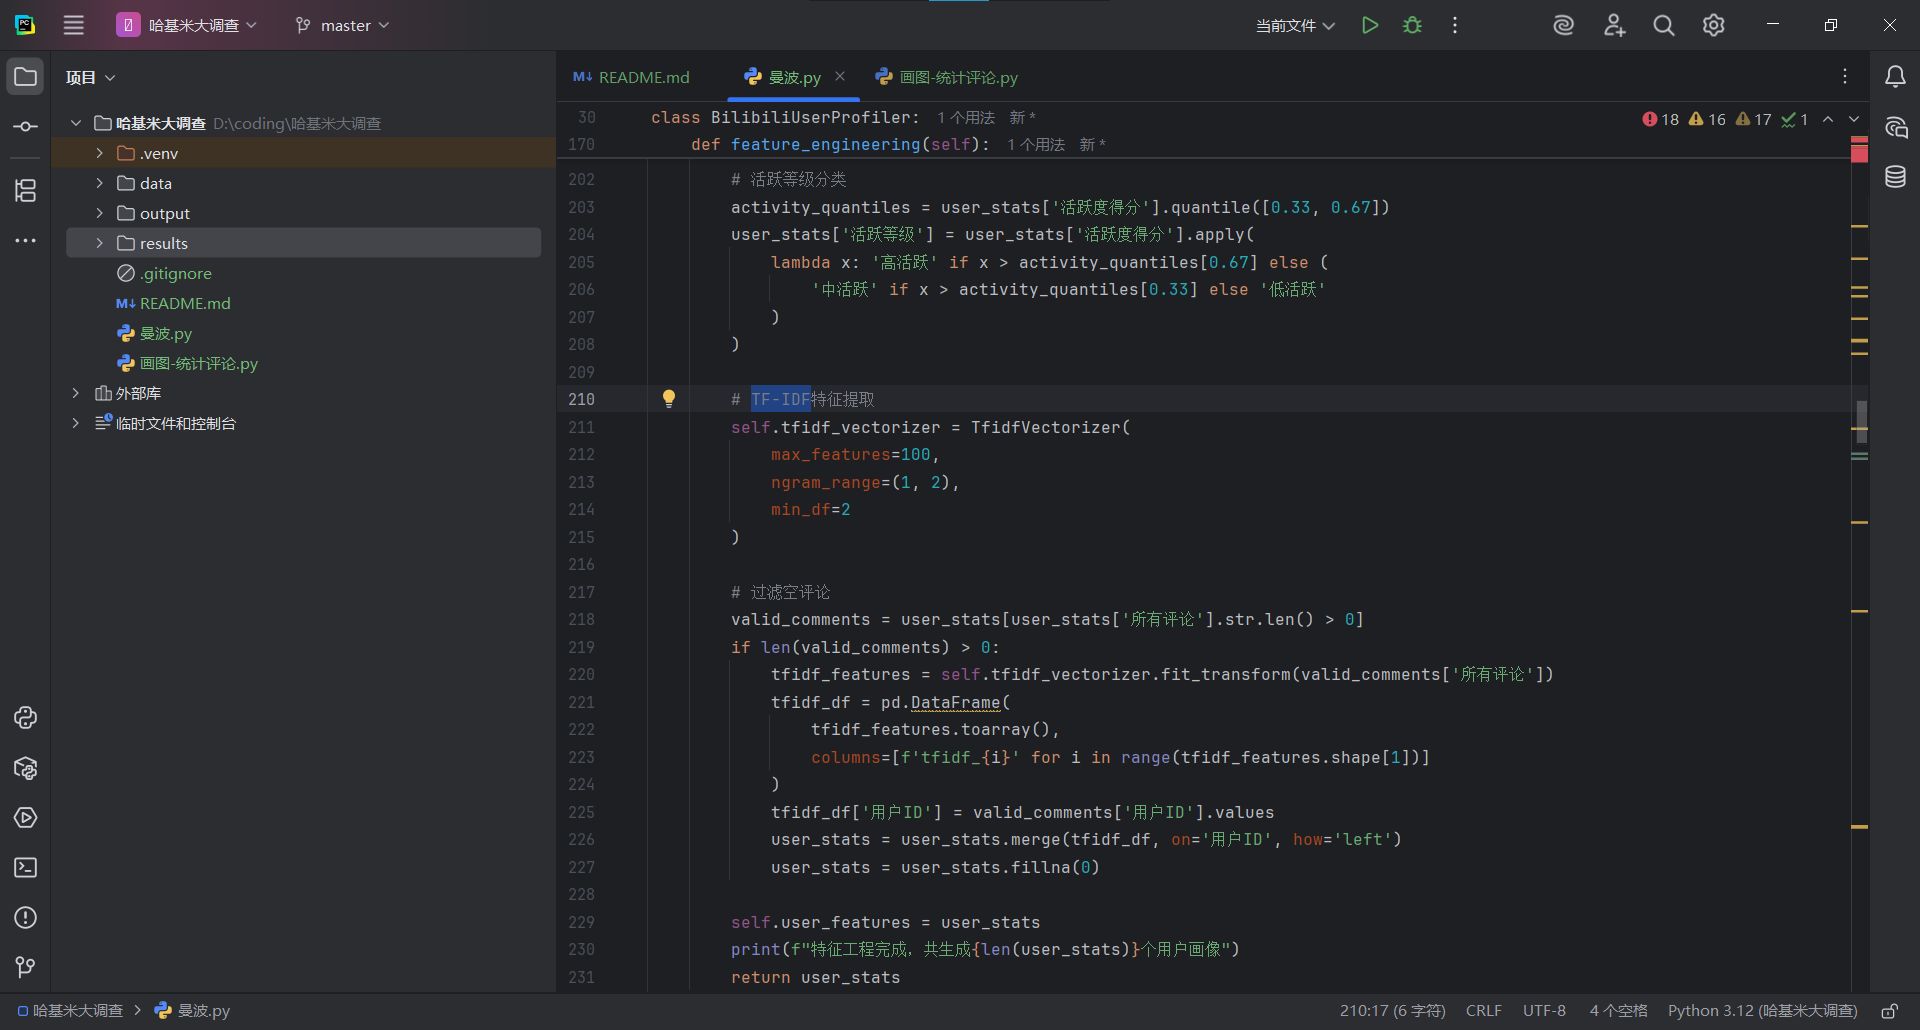 哈基米大调查
master
当前文件
项目
哈基米大调查 D:\coding\哈基米大调查
.venv
data
output
results
.gitignore
M↓ README.md
曼波.py
画图-统计评论.py
外部库
临时文件和控制台
M↓ README.md
曼波.py
画图-统计评论.py
18 16 17 1
30 class BilibiliUserProfiler: 1 个用法 新 *
170 def feature_engineering(self): 1 个用法 新 *
202 # 活跃等级分类
203 activity_quantiles = user_stats['活跃度得分'].quantile([0.33, 0.67])
204 user_stats['活跃等级'] = user_stats['活跃度得分'].apply(
205 lambda x: '高活跃' if x > activity_quantiles[0.67] else (
206 '中活跃' if x > activity_quantiles[0.33] else '低活跃'
207 )
208 )
209
210 # TF-IDF特征提取
211 self.tfidf_vectorizer = TfidfVectorizer(
212 max_features=100,
213 ngram_range=(1, 2),
214 min_df=2
215 )
216
217 # 过滤空评论
218 valid_comments = user_stats[user_stats['所有评论'].str.len() > 0]
219 if len(valid_comments) > 0:
220 tfidf_features = self.tfidf_vectorizer.fit_transform(valid_comments['所有评论'])
221 tfidf_df = pd.DataFrame(
222 tfidf_features.toarray(),
223 columns=[f'tfidf_{i}' for i in range(tfidf_features.shape[1])]
224 )
225 tfidf_df['用户ID'] = valid_comments['用户ID'].values
226 user_stats = user_stats.merge(tfidf_df, on='用户ID', how='left')
227 user_stats = user_stats.fillna(0)
228
229 self.user_features = user_stats
230 print(f"特征工程完成，共生成{len(user_stats)}个用户画像")
231 return user_stats
哈基米大调查 > 曼波.py
210:17 (6 字符) CRLF UTF-8 4 个空格 Python 3.12 (哈基米大调查)